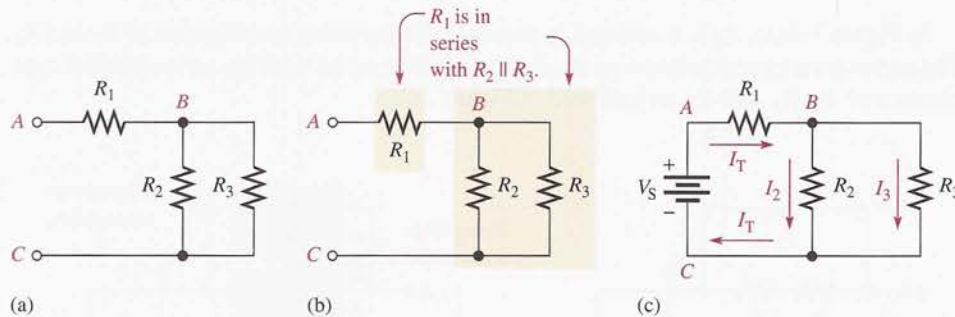 R1 is in
series
with R2 || R3.
R1
A
B
R2
R3
C
(a)
A
B
R1
R2
R3
C
(b)
A
R1
B
IT
+
VS
−
I2
R2
I3
R3
IT
C
(c)